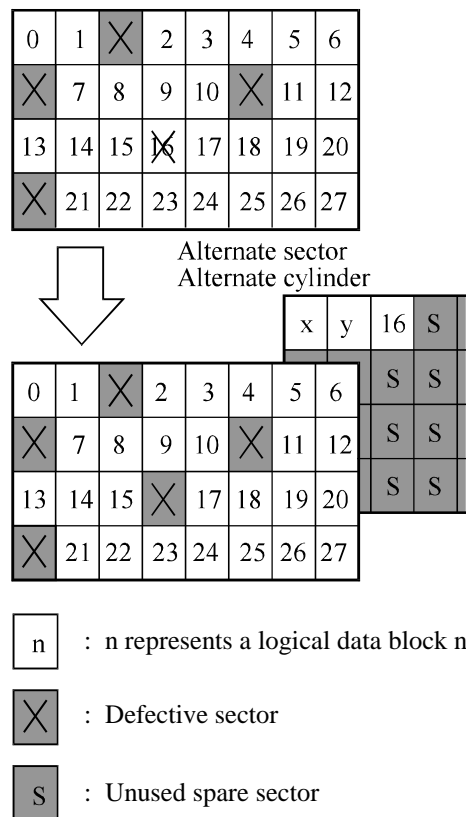 0 1 X 2 3 4 5 6
X 7 8 9 10 X 11 12
13 14 15 16 17 18 19 20
X 21 22 23 24 25 26 27
Alternate sector
Alternate cylinder
x y 16 S
S S
S S
S S
0 1 X 2 3 4 5 6
X 7 8 9 10 X 11 12
13 14 15 X 17 18 19 20
X 21 22 23 24 25 26 27
n : n represents a logical data block n
X : Defective sector
S : Unused spare sector